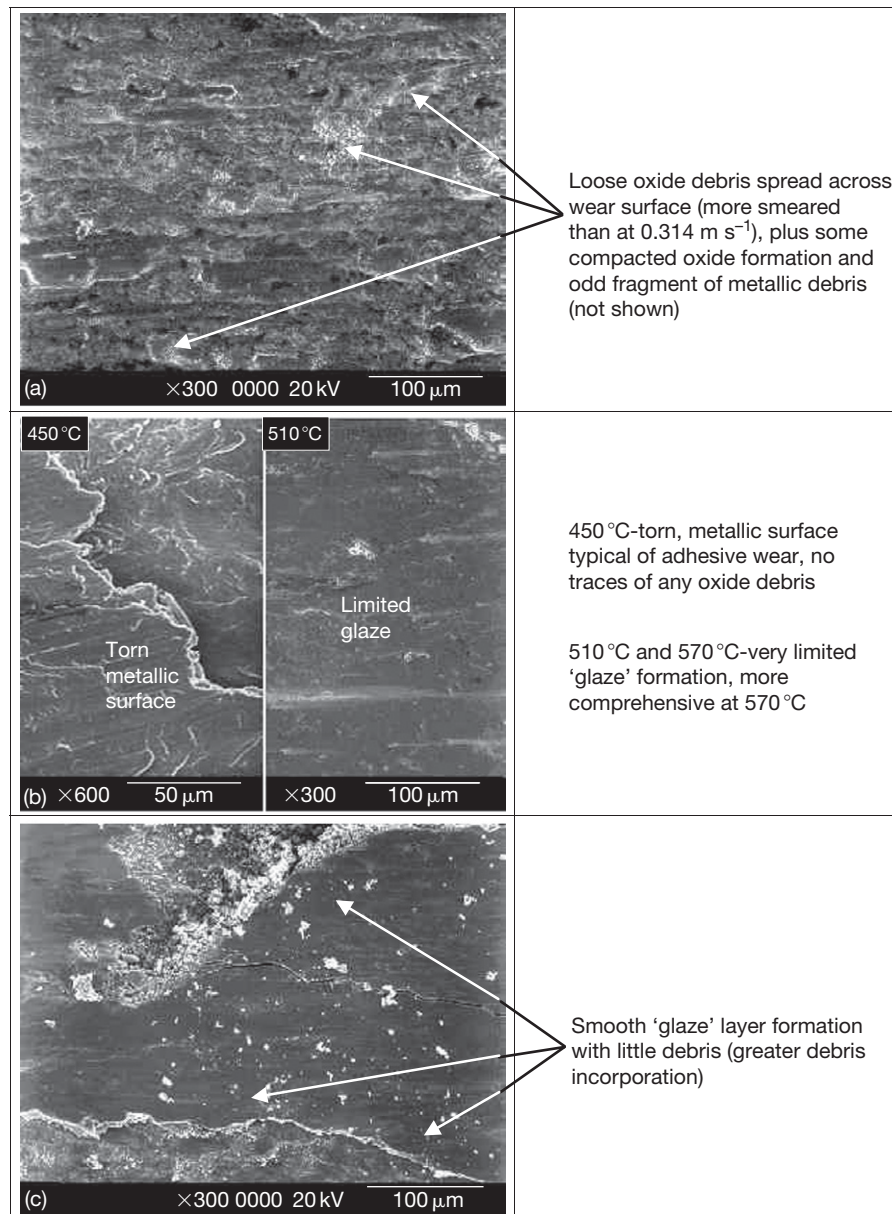 Loose oxide debris spread across
wear surface (more smeared
than at 0.314 m s⁻¹), plus some
compacted oxide formation and
odd fragment of metallic debris
(not shown)
(a) ×300 0000 20 kV 100 μm
450 °C 510 °C
Torn
metallic
surface
Limited
glaze
450 °C-torn, metallic surface
typical of adhesive wear, no
traces of any oxide debris
510 °C and 570 °C-very limited
‘glaze’ formation, more
comprehensive at 570 °C
(b) ×600 50 μm ×300 100 μm
Smooth ‘glaze’ layer formation
with little debris (greater debris
incorporation)
(c) ×300 0000 20 kV 100 μm